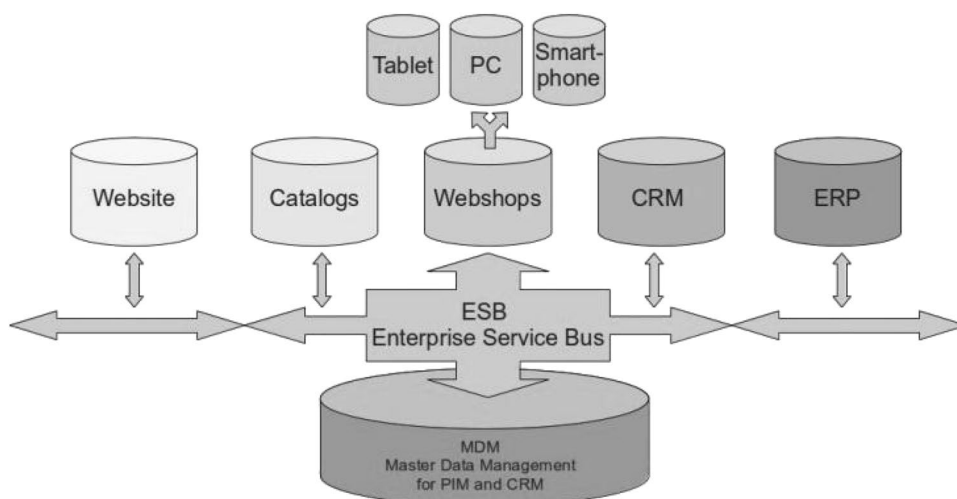 Tablet
PC
Smart-
phone
Website
Catalogs
Webshops
CRM
ERP
ESB
Enterprise Service Bus
MDM
Master Data Management
for PIM and CRM